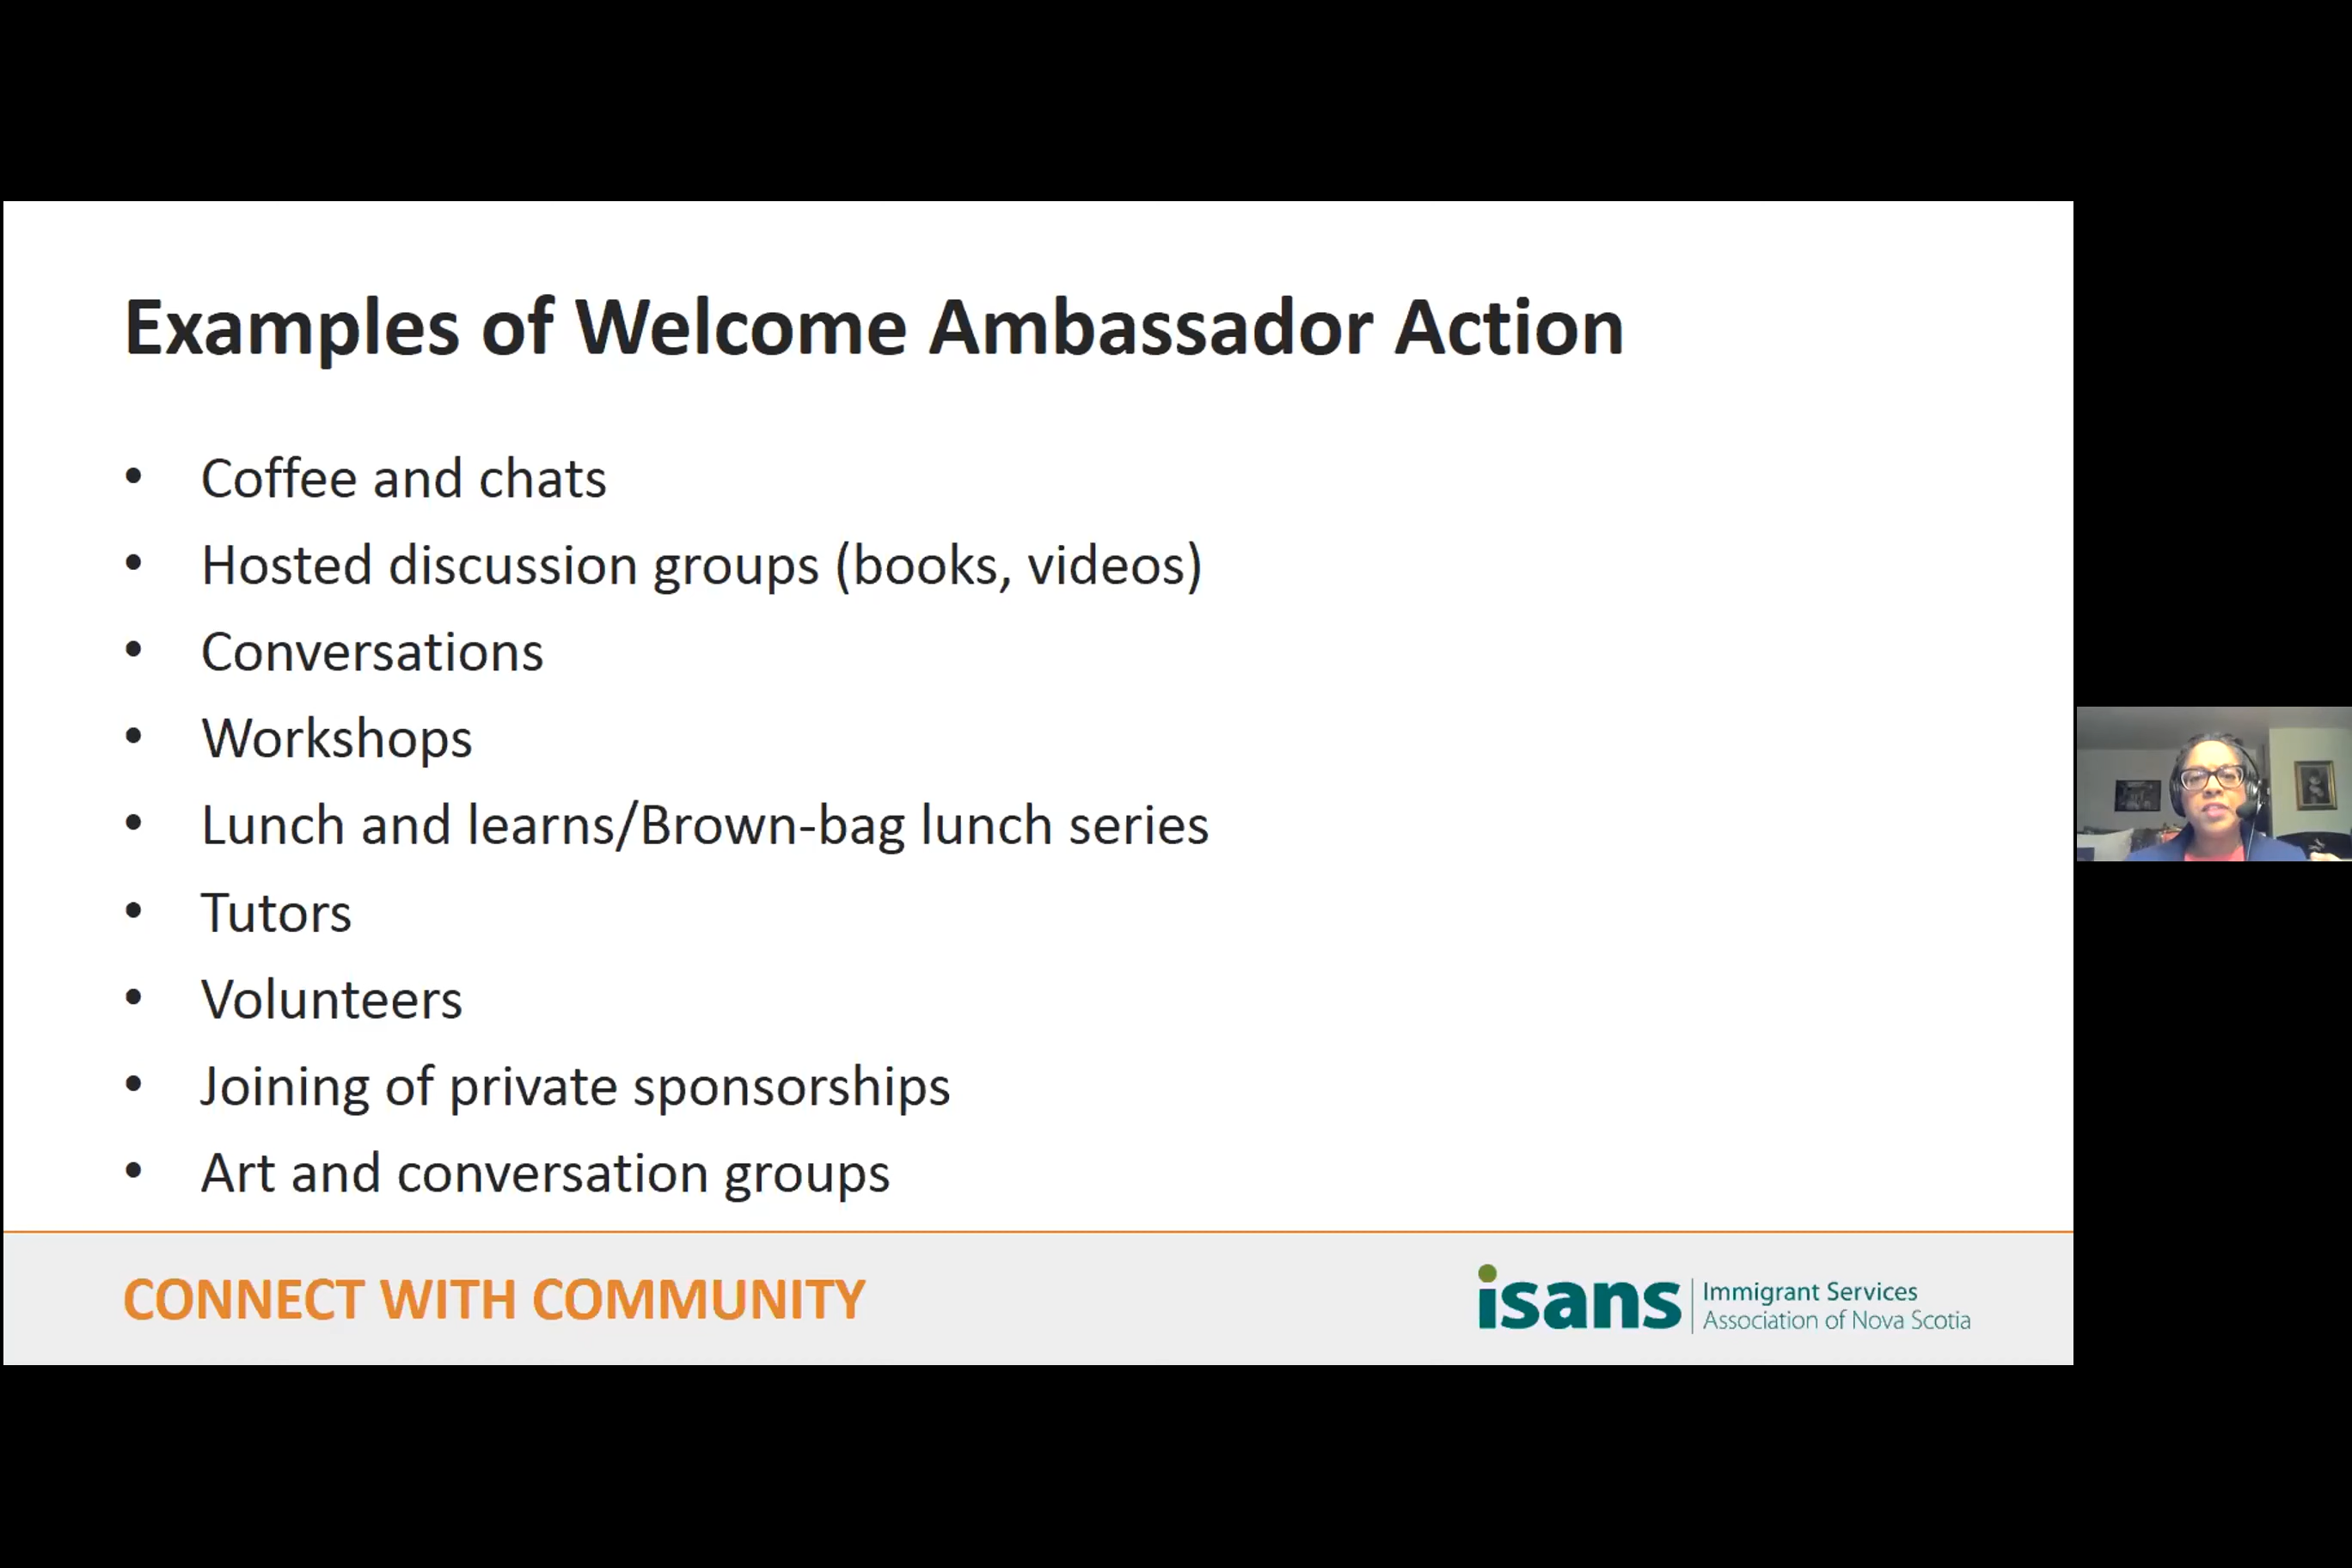 Examples of Welcome Ambassador Action
• Coffee and chats
• Hosted discussion groups (books, videos)
• Conversations
• Workshops
• Lunch and learns/Brown-bag lunch series
• Tutors
• Volunteers
• Joining of private sponsorships
• Art and conversation groups
CONNECT WITH COMMUNITY
isans
Immigrant Services
Association of Nova Scotia